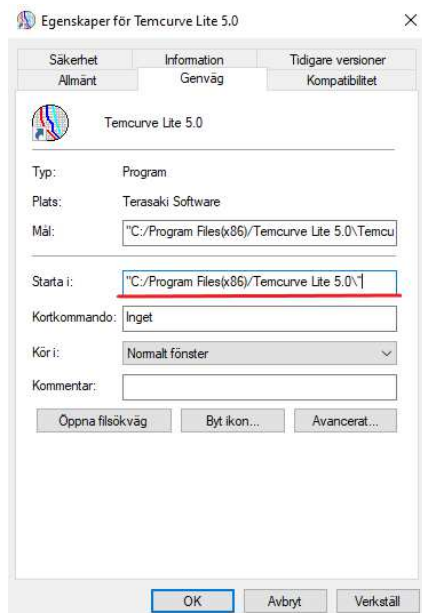 Egenskaper för Temcurve Lite 5.0
Säkerhet Information Tidigare versioner
Allmänt Genväg Kompatibilitet
Temcurve Lite 5.0
Typ: Program
Plats: Terasaki Software
Mål: "C:/Program Files(x86)/Temcurve Lite 5.0\Temcu
Starta i: "C:/Program Files(x86)/Temcurve Lite 5.0\"
Kortkommando: Inget
Kör i: Normalt fönster
Kommentar:
Öppna filsökväg Byt ikon... Avancerat...
OK Avbryt Verkställ